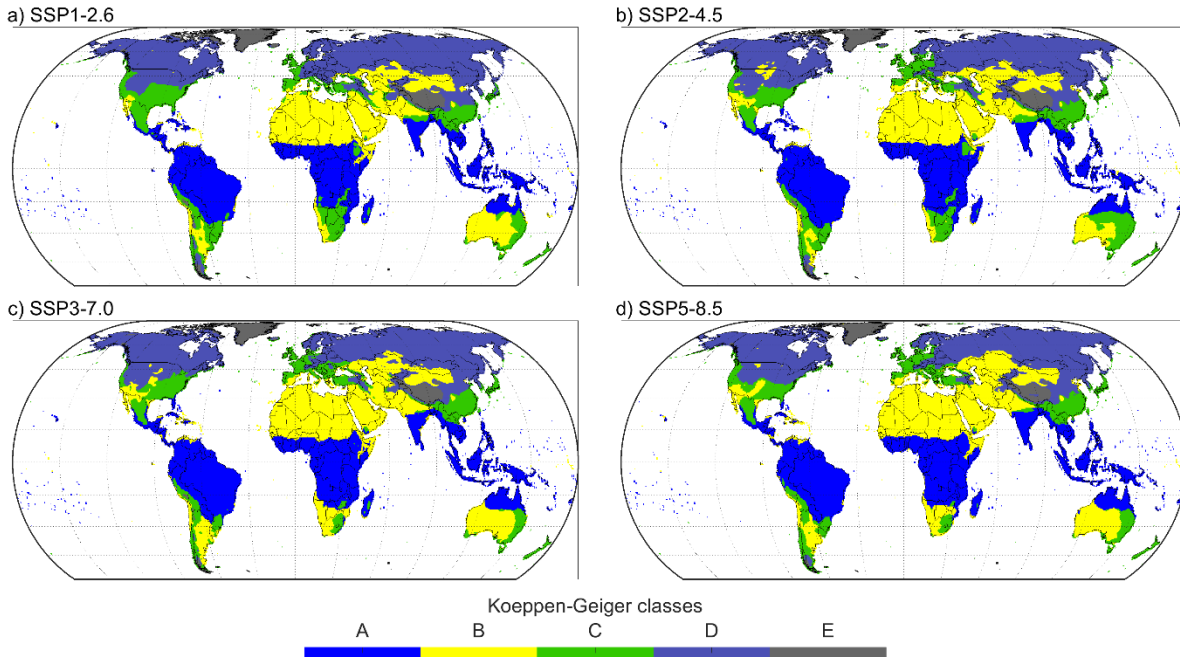 a) SSP1-2.6
b) SSP2-4.5
c) SSP3-7.0
d) SSP5-8.5
Koeppen-Geiger classes
A B C D E